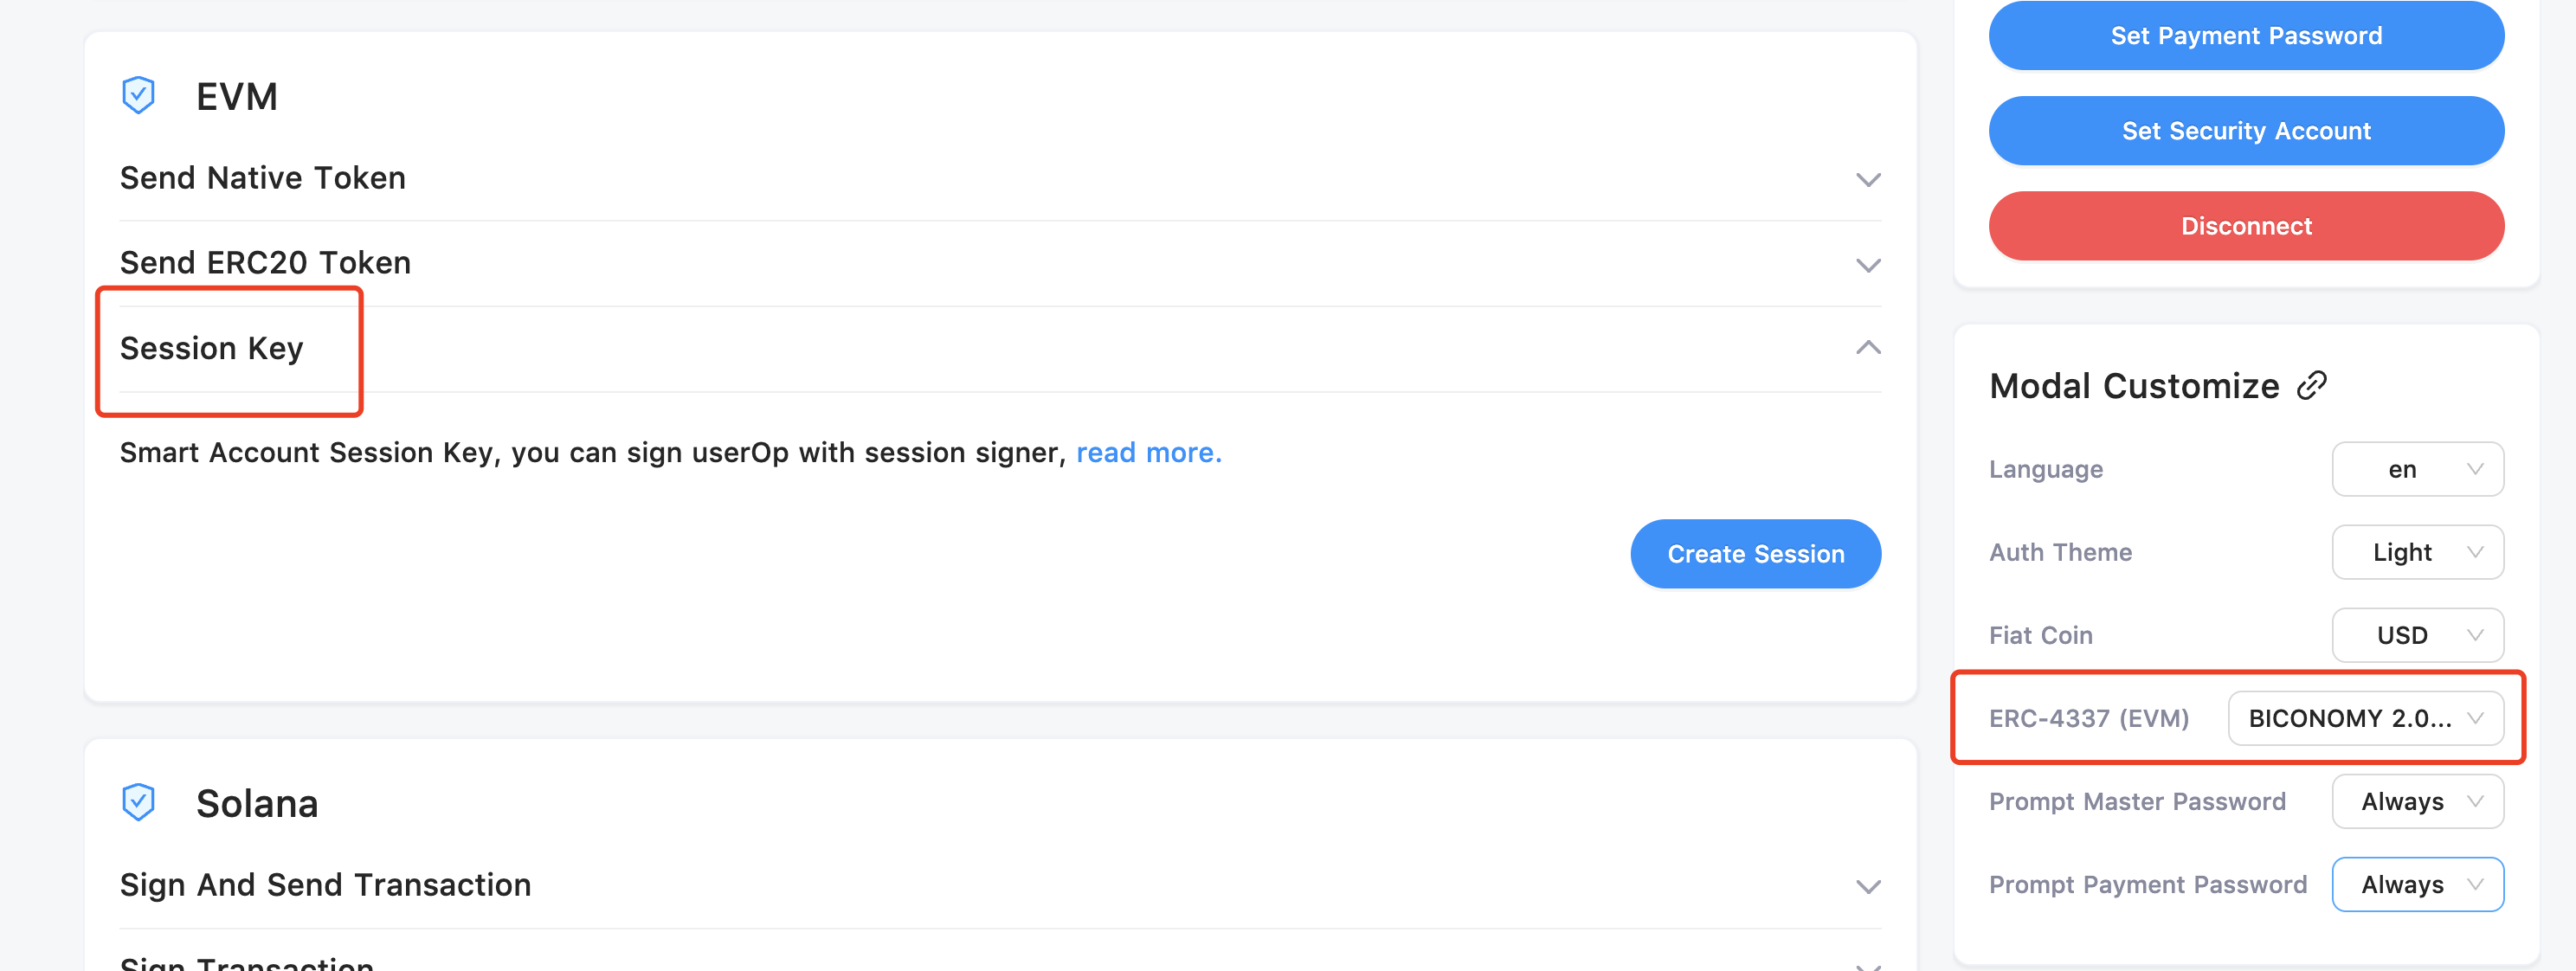 EVM
Send Native Token
Send ERC20 Token
Session Key
Smart Account Session Key, you can sign userOp with session signer, read more.
Create Session
Solana
Sign And Send Transaction
Sign Transaction
Set Payment Password
Set Security Account
Disconnect
Modal Customize
Language en
Auth Theme Light
Fiat Coin USD
ERC-4337 (EVM) BICONOMY 2.0...
Prompt Master Password Always
Prompt Payment Password Always